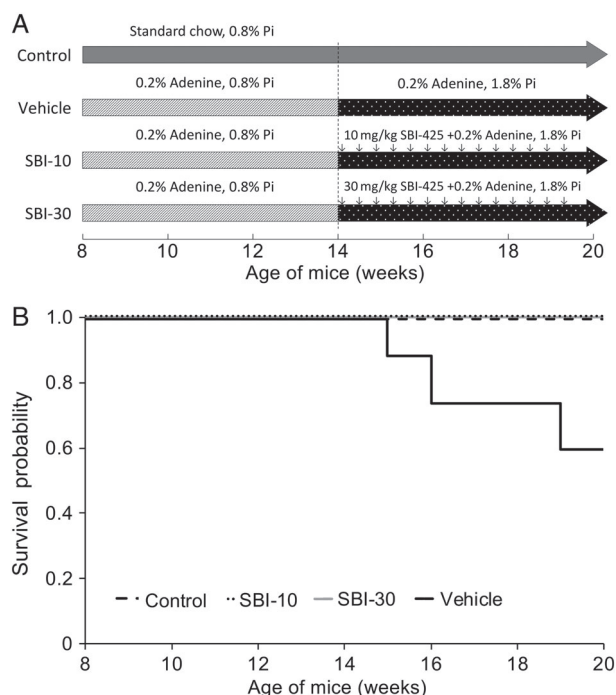 A
Standard chow, 0.8% Pi
Control
0.2% Adenine, 0.8% Pi
0.2% Adenine, 1.8% Pi
Vehicle
0.2% Adenine, 0.8% Pi
10 mg/kg SBI-425 +0.2% Adenine, 1.8% Pi
SBI-10
0.2% Adenine, 0.8% Pi
30 mg/kg SBI-425 +0.2% Adenine, 1.8% Pi
SBI-30
8 10 12 14 16 18 20
Age of mice (weeks)
B
Survival probability
1.0
0.8
0.6
0.4
0.2
0
Control SBI-10 SBI-30 Vehicle
8 10 12 14 16 18 20
Age of mice (weeks)